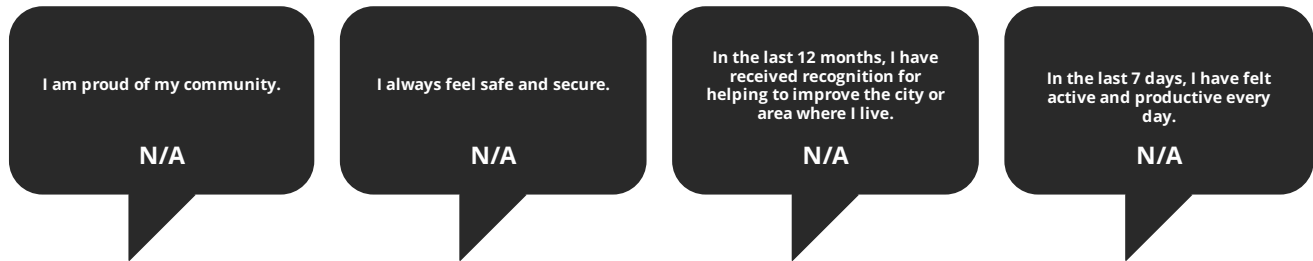 I am proud of my community.
N/A
I always feel safe and secure.
N/A
In the last 12 months, I have
received recognition for
helping to improve the city or
area where I live.
N/A
In the last 7 days, I have felt
active and productive every
day.
N/A